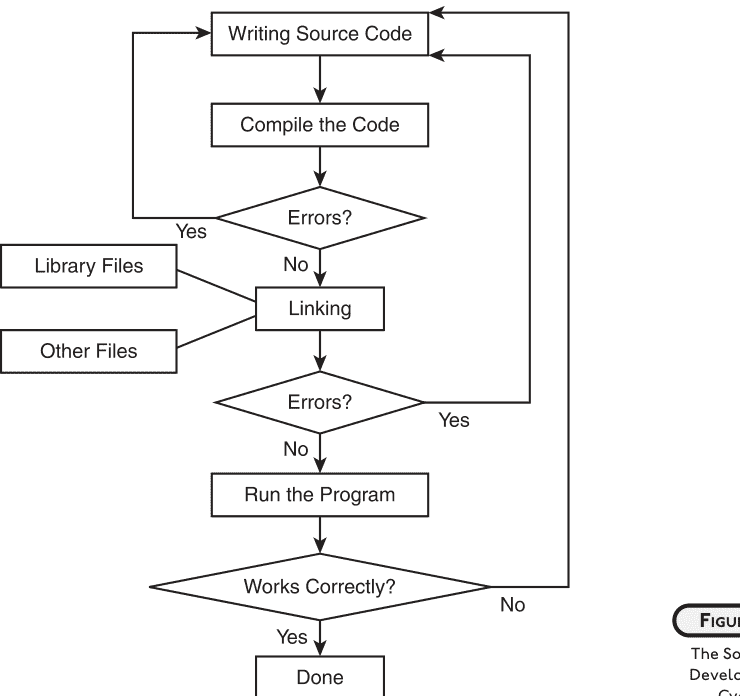 Writing Source Code
Compile the Code
Errors?
Yes
No
Library Files
Linking
Other Files
Errors?
Yes
No
Run the Program
Works Correctly?
No
Yes
Done
The